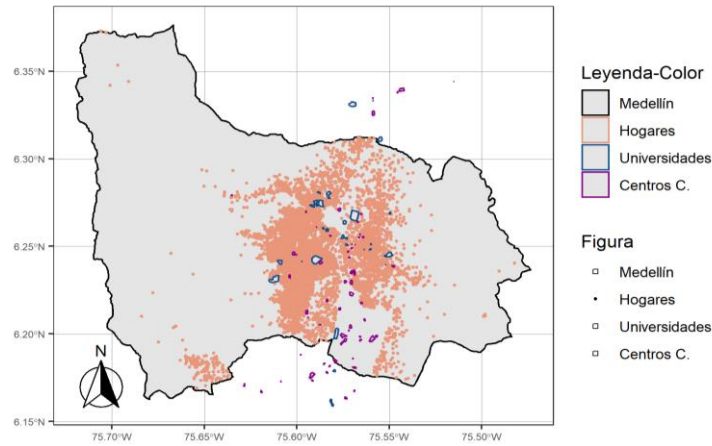 6.35°N
6.30°N
6.25°N
6.20°N
6.15°N
N
75.70°W
75.65°W
75.60°W
75.55°W
75.50°W
Leyenda-Color
Medellín
Hogares
Universidades
Centros C.
Figura
Medellín
Hogares
Universidades
Centros C.